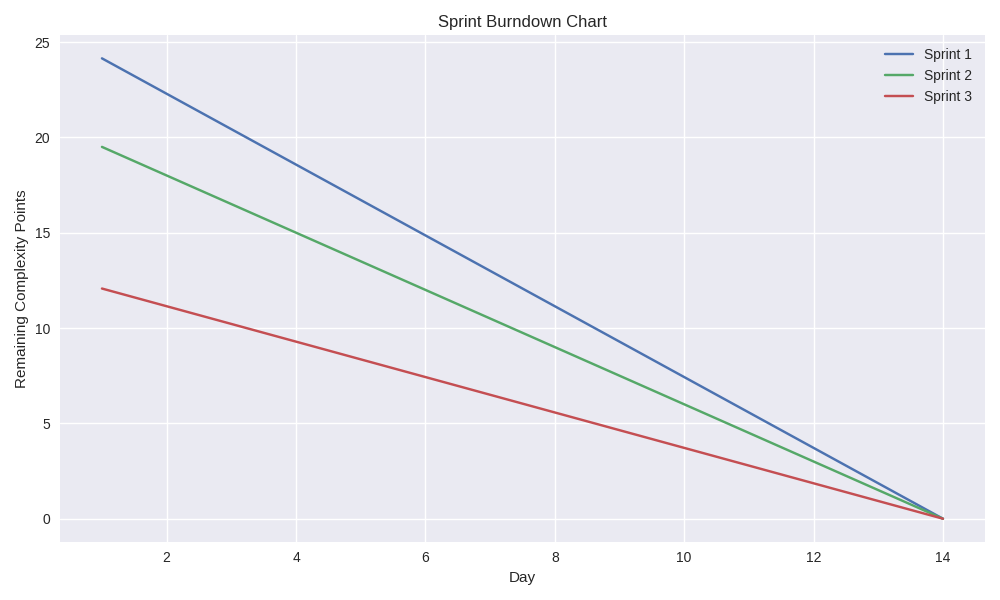 Sprint Burndown Chart
Sprint 1
Sprint 2
Sprint 3
Remaining Complexity Points
25
20
15
10
5
0
2 4 6 8 10 12 14
Day